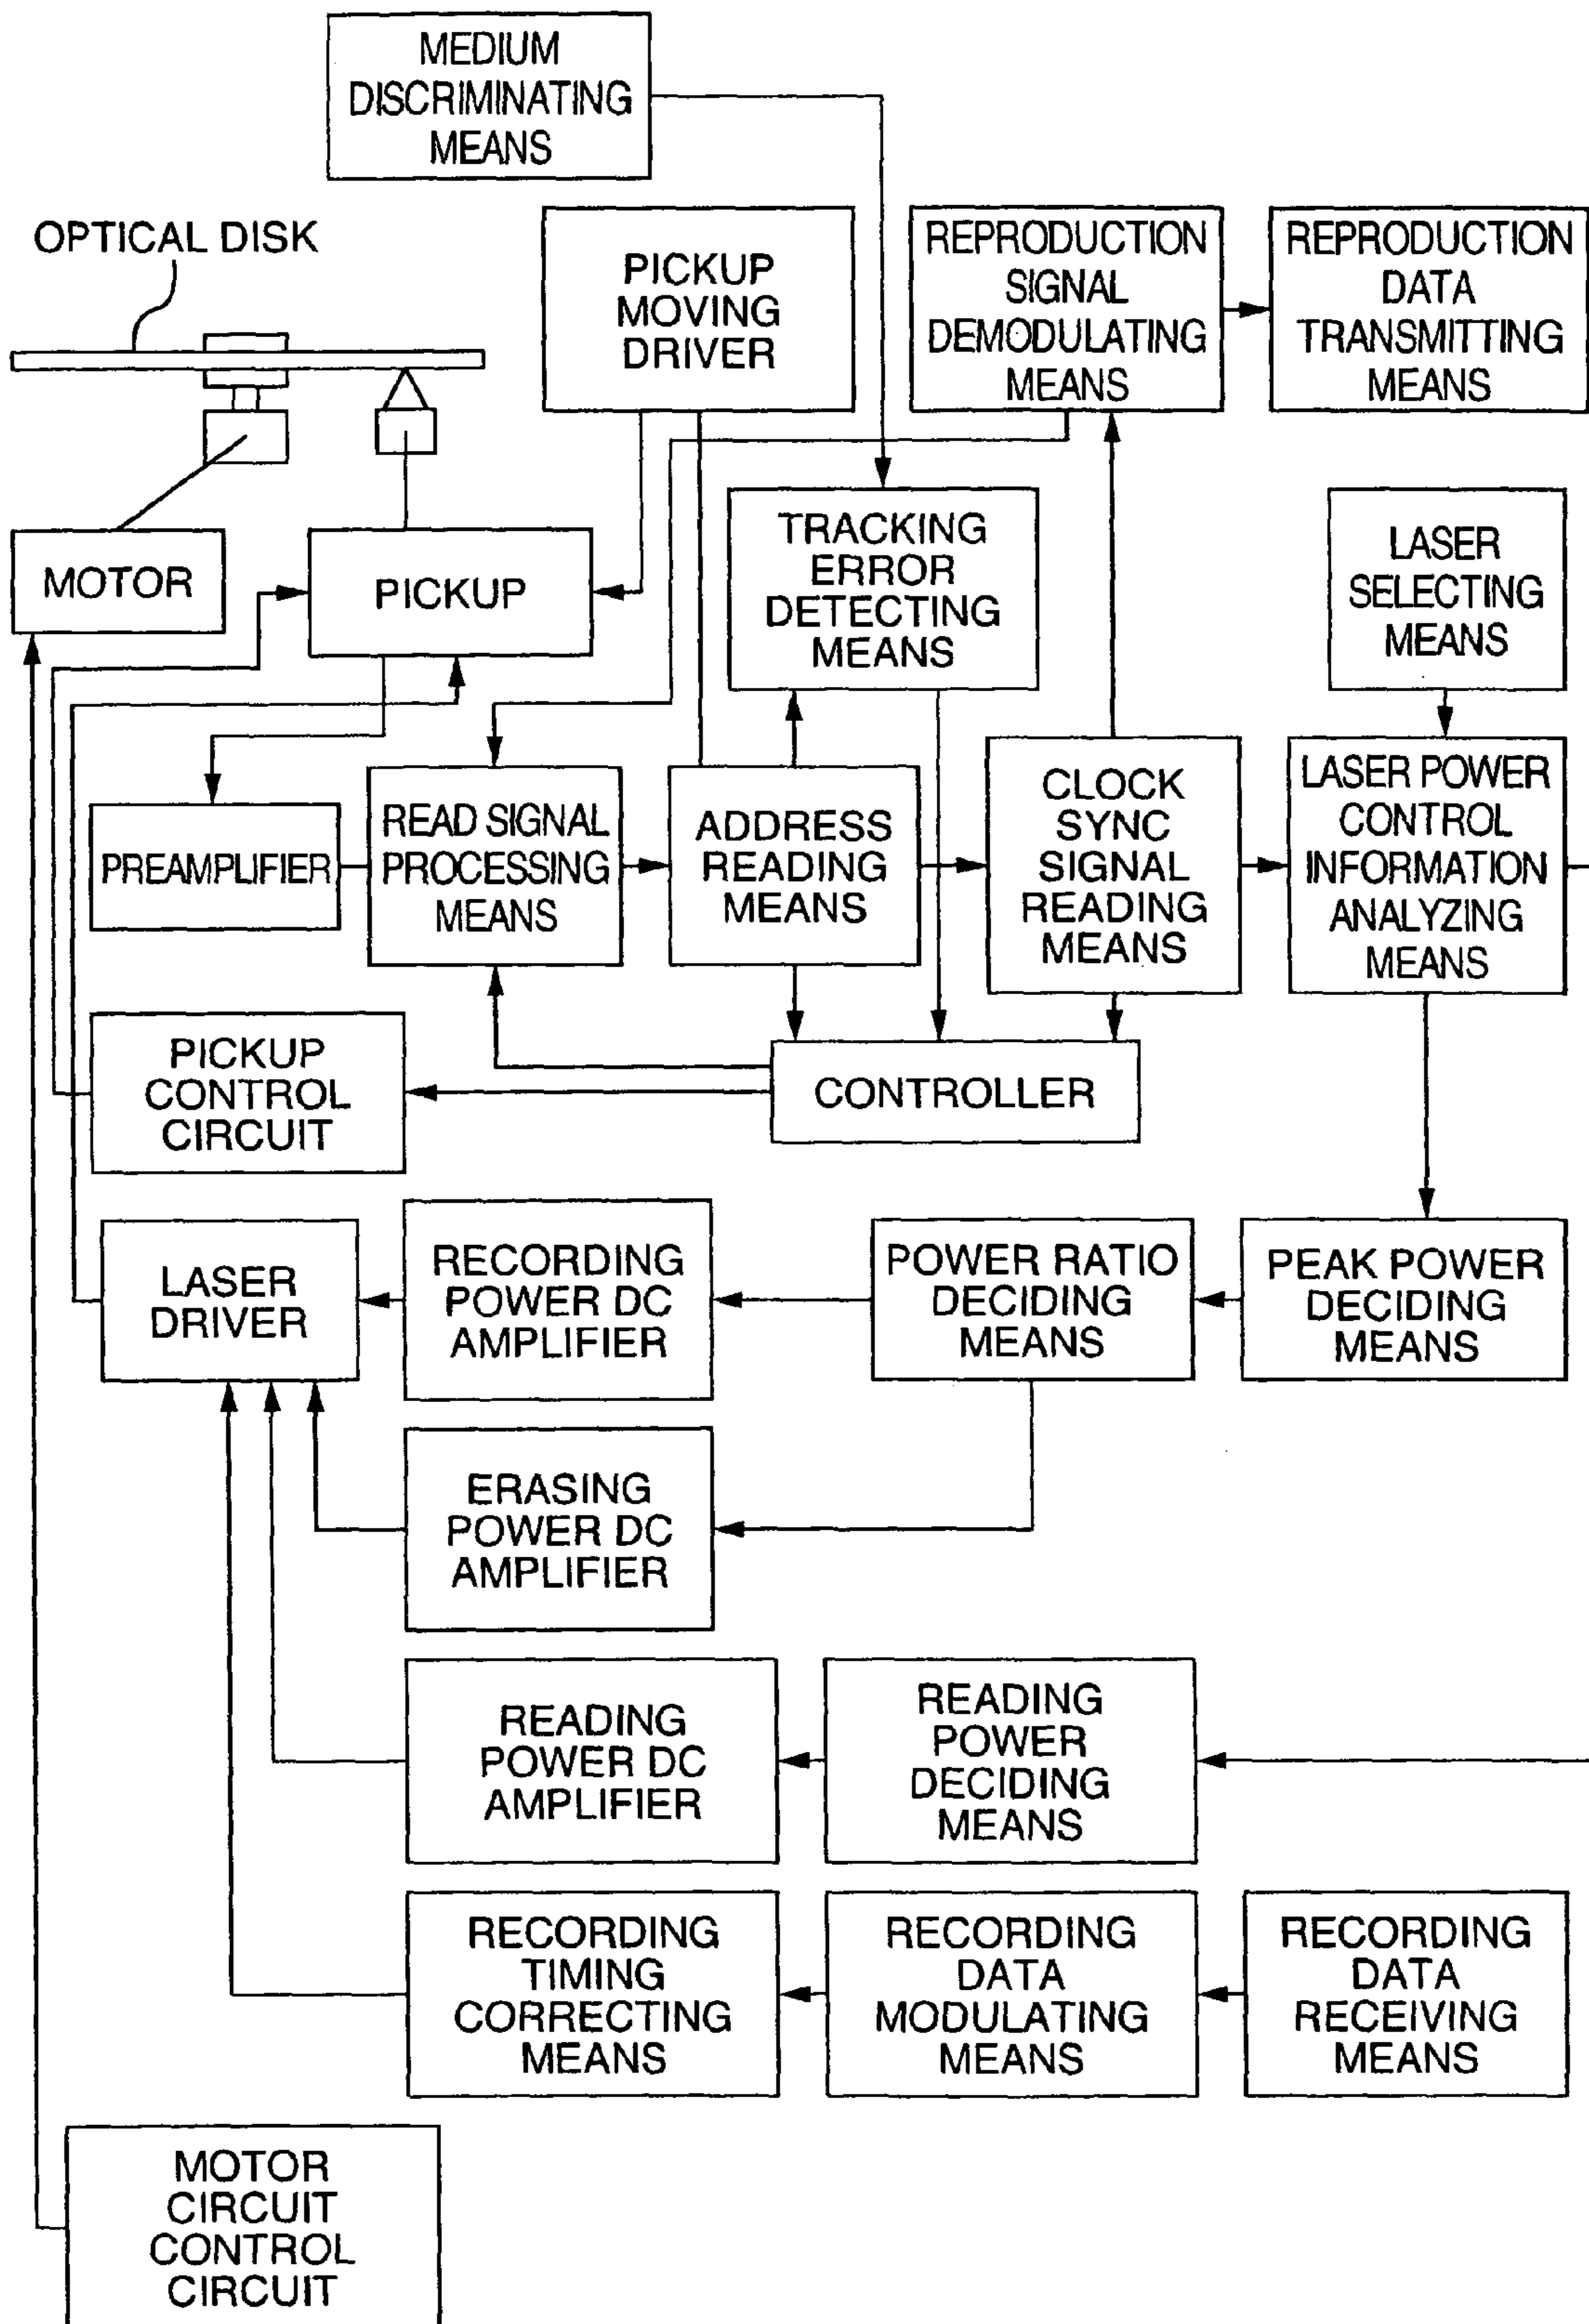 MEDIUM
DISCRIMINATING
MEANS
OPTICAL DISK
PICKUP
MOVING
DRIVER
REPRODUCTION
SIGNAL
DEMODULATING
MEANS
REPRODUCTION
DATA
TRANSMITTING
MEANS
MOTOR
PICKUP
TRACKING
ERROR
DETECTING
MEANS
LASER
SELECTING
MEANS
PREAMPLIFIER
READ SIGNAL
PROCESSING
MEANS
ADDRESS
READING
MEANS
CLOCK
SYNC
SIGNAL
READING
MEANS
LASER POWER
CONTROL
INFORMATION
ANALYZING
MEANS
PICKUP
CONTROL
CIRCUIT
CONTROLLER
LASER
DRIVER
RECORDING
POWER DC
AMPLIFIER
POWER RATIO
DECIDING
MEANS
PEAK POWER
DECIDING
MEANS
ERASING
POWER DC
AMPLIFIER
READING
POWER DC
AMPLIFIER
READING
POWER
DECIDING
MEANS
RECORDING
TIMING
CORRECTING
MEANS
RECORDING
DATA
MODULATING
MEANS
RECORDING
DATA
RECEIVING
MEANS
MOTOR
CIRCUIT
CONTROL
CIRCUIT